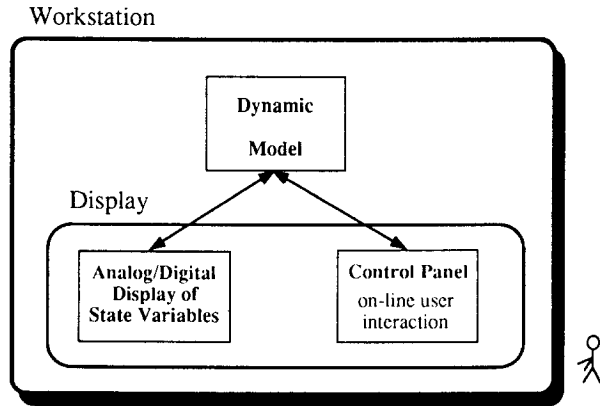 Workstation
Dynamic
Model
Display
Analog/Digital
Display of
State Variables
Control Panel
on-line user
interaction